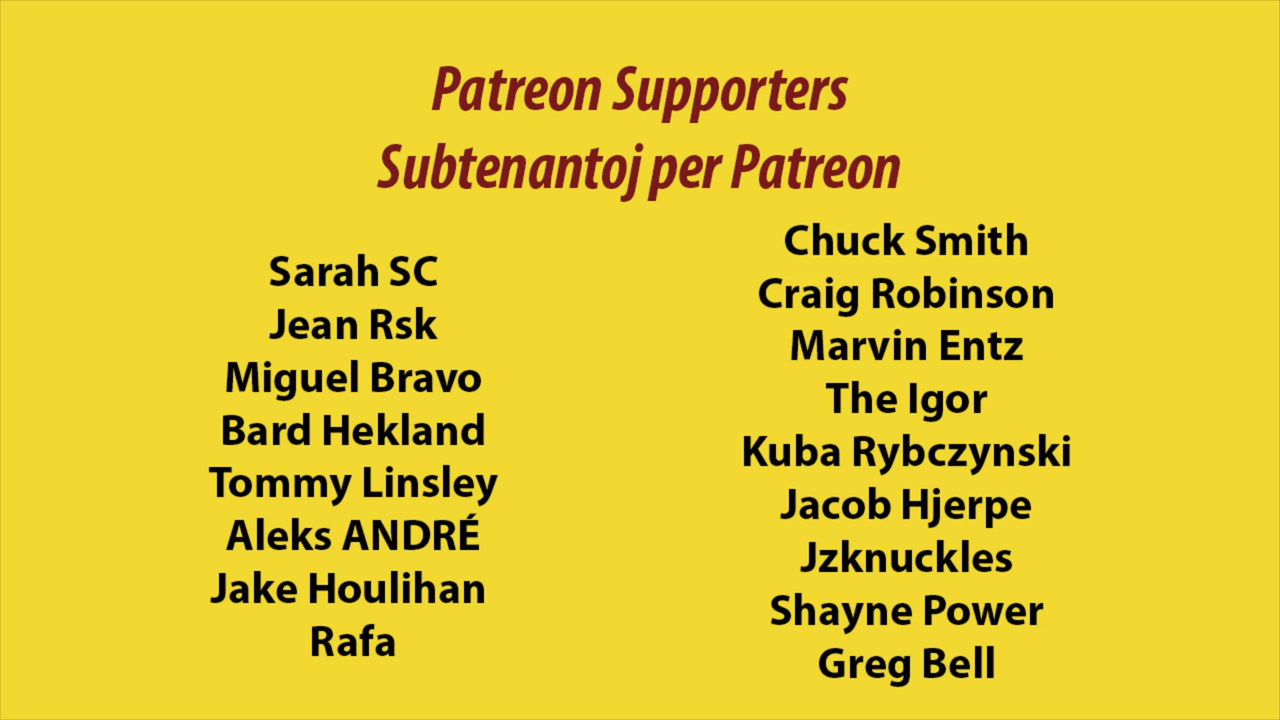 Patreon Supporters
Subtenantoj per Patreon
Sarah SC
Jean Rsk
Miguel Bravo
Bard Hekland
Tommy Linsley
Aleks ANDRÉ
Jake Houlihan
Rafa
Chuck Smith
Craig Robinson
Marvin Entz
The Igor
Kuba Rybczynski
Jacob Hjerpe
Jzknuckles
Shayne Power
Greg Bell